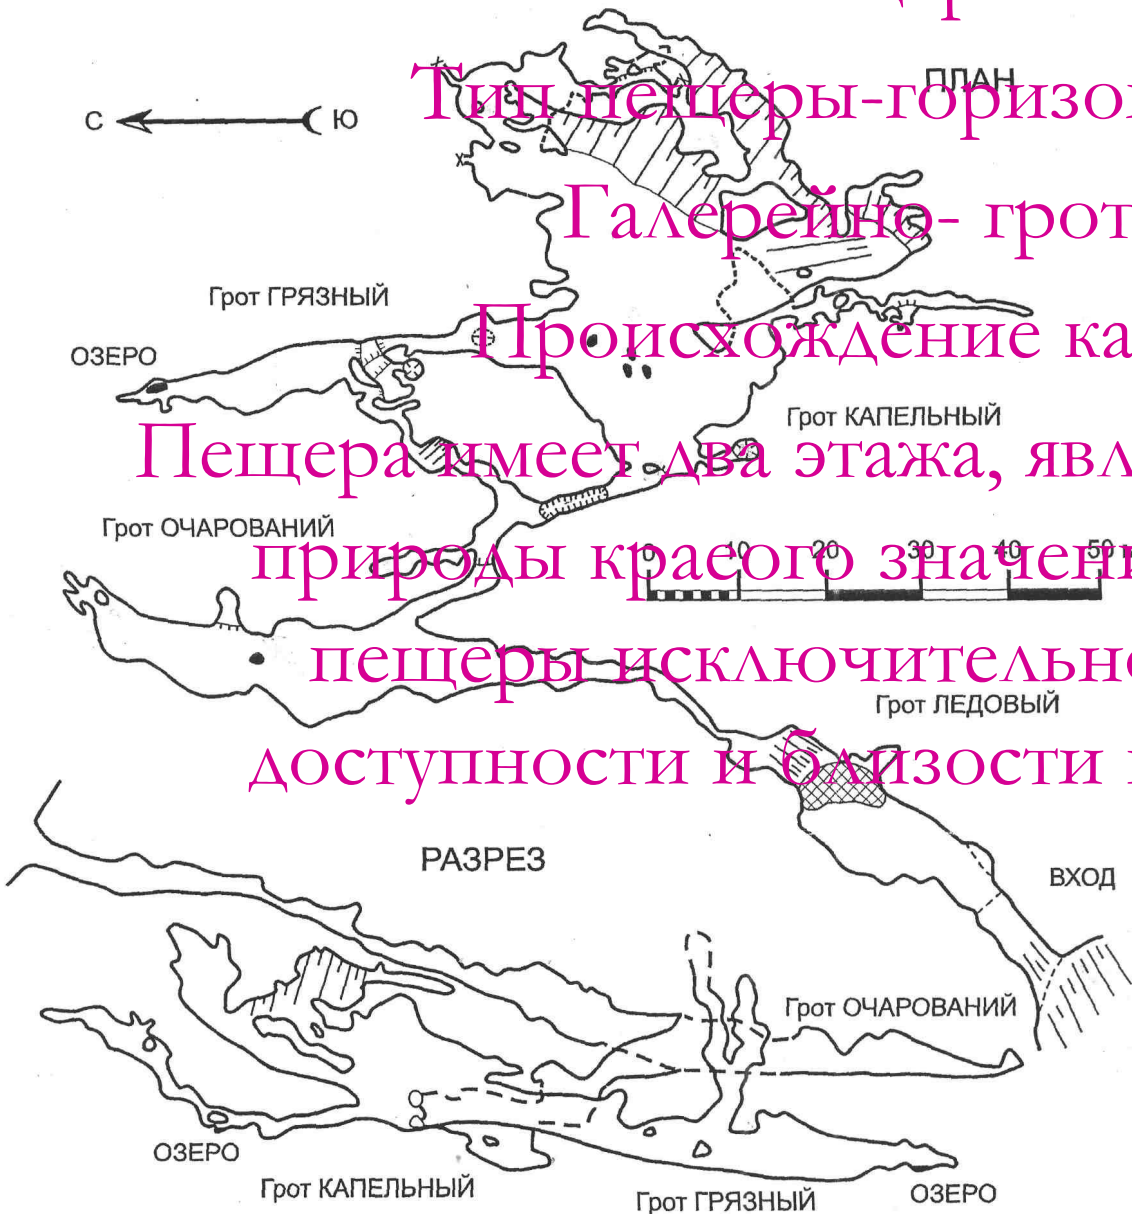 ПЛАН
Тип пещеры-горизо
С Ю
Галерейно- грот
Грот ГРЯЗНЫЙ
Происхождение ка
ОЗЕРО
Грот КАПЕЛЬНЫЙ
Пещера имеет два этажа, явл
Грот ОЧАРОВАНИЙ
0 10 20 30 40 50
природы краеого значен
пещеры исключительн
Грот ЛЕДОВЫЙ
доступности и близости
РАЗРЕЗ
ВХОД
Грот ОЧАРОВАНИЙ
ОЗЕРО
Грот КАПЕЛЬНЫЙ
Грот ГРЯЗНЫЙ
ОЗЕРО